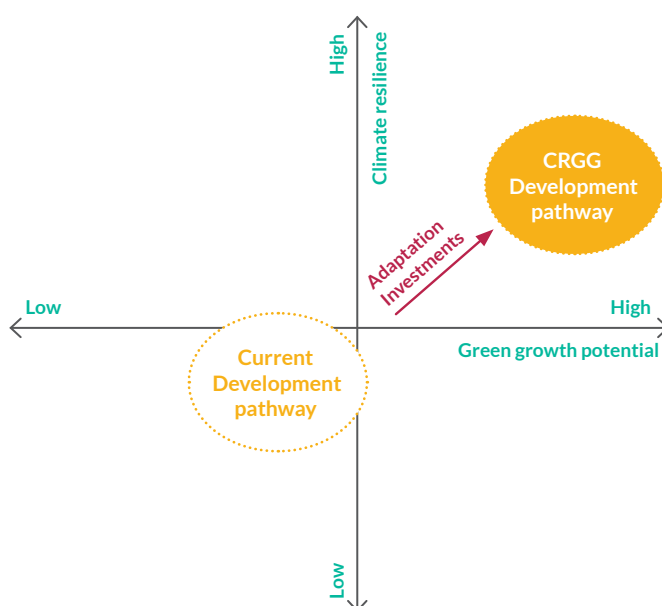 High
Climate resilience
CRGG
Development
pathway
Adaptation
Investments
Low
High
Green growth potential
Current
Development
pathway
Low